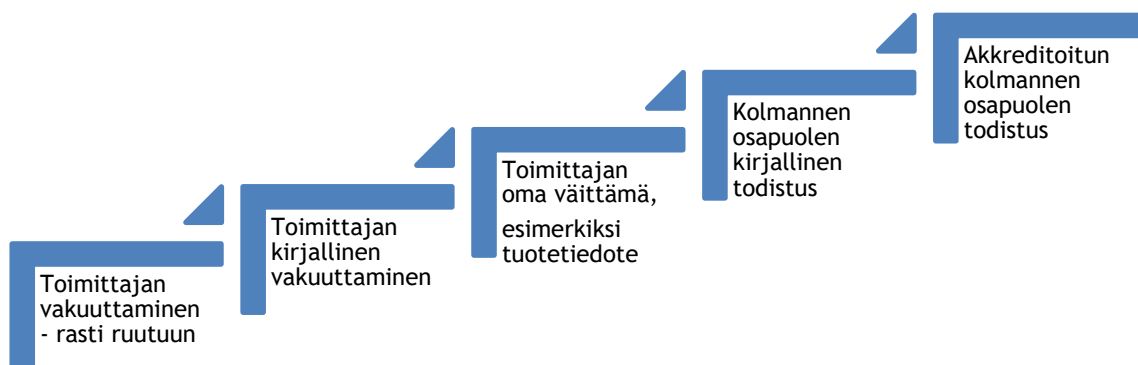 Toimittajan
vakuuttaminen
- rasti ruutuun
Toimittajan
kirjallinen
vakuuttaminen
Toimittajan
oma väittämä,
esimerkiksi
tuotetiedote
Kolmannen
osapuolen
kirjallinen
todistus
Akkreditoitun
kolmannen
osapuolen
todistus